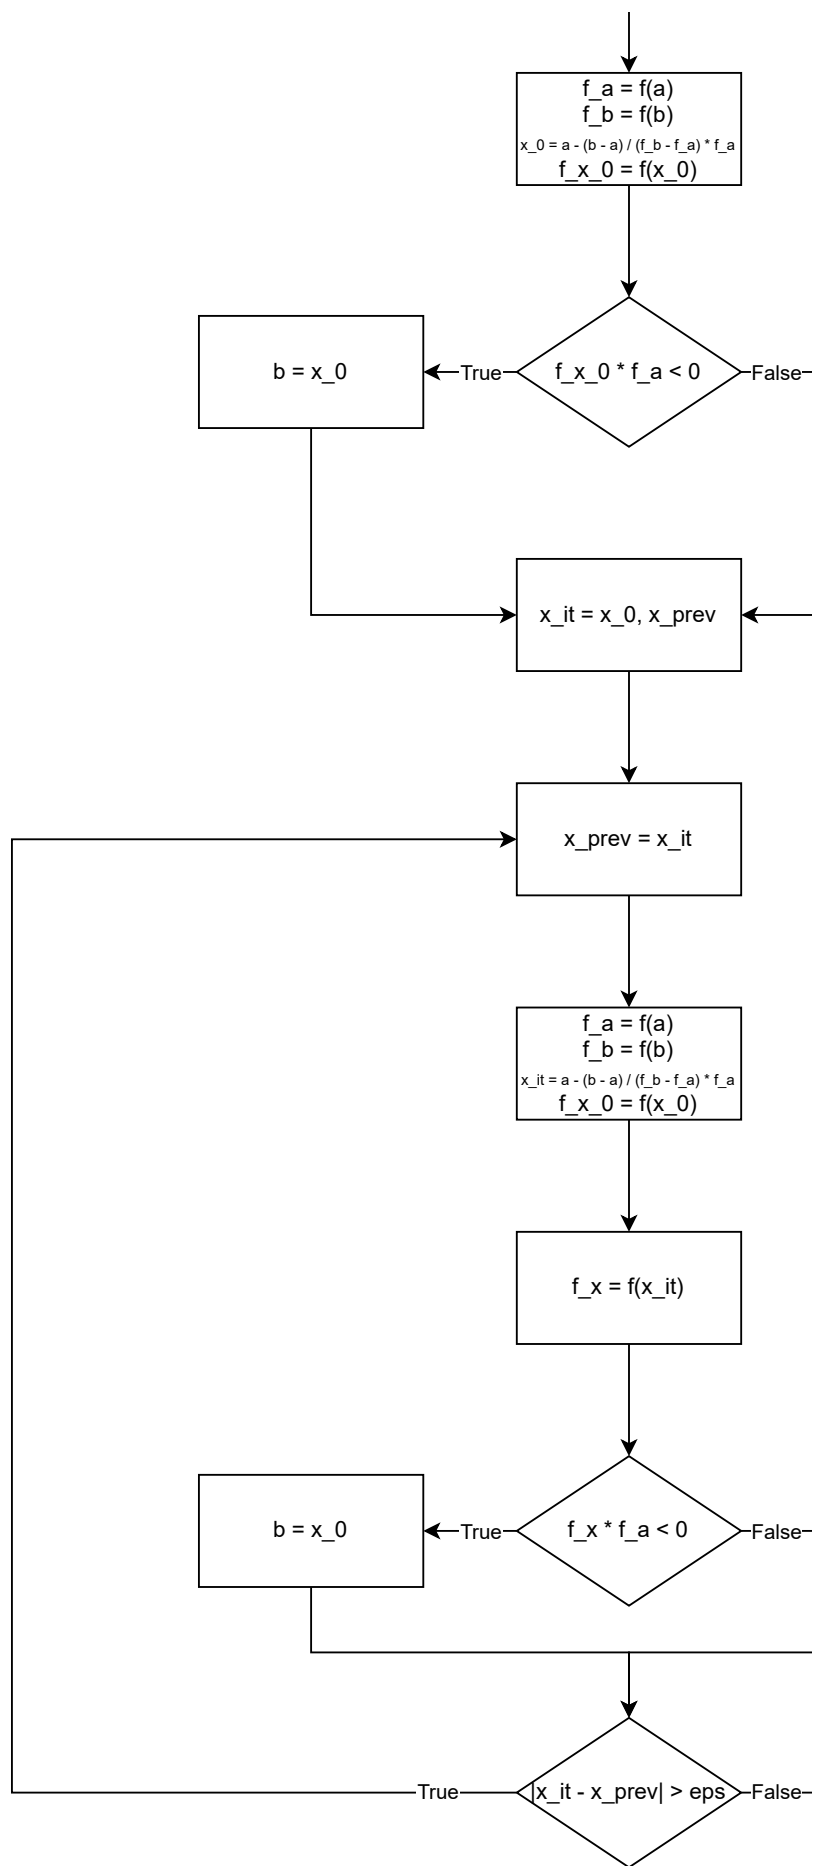 f_a = f(a)
f_b = f(b)
x_0 = a - (b - a) / (f_b - f_a) * f_a
f_x_0 = f(x_0)
b = x_0
True
f_x_0 * f_a < 0
False
x_it = x_0, x_prev
x_prev = x_it
f_a = f(a)
f_b = f(b)
x_it = a - (b - a) / (f_b - f_a) * f_a
f_x_0 = f(x_0)
f_x = f(x_it)
b = x_0
True
f_x * f_a < 0
False
True
|x_it - x_prev| > eps
False